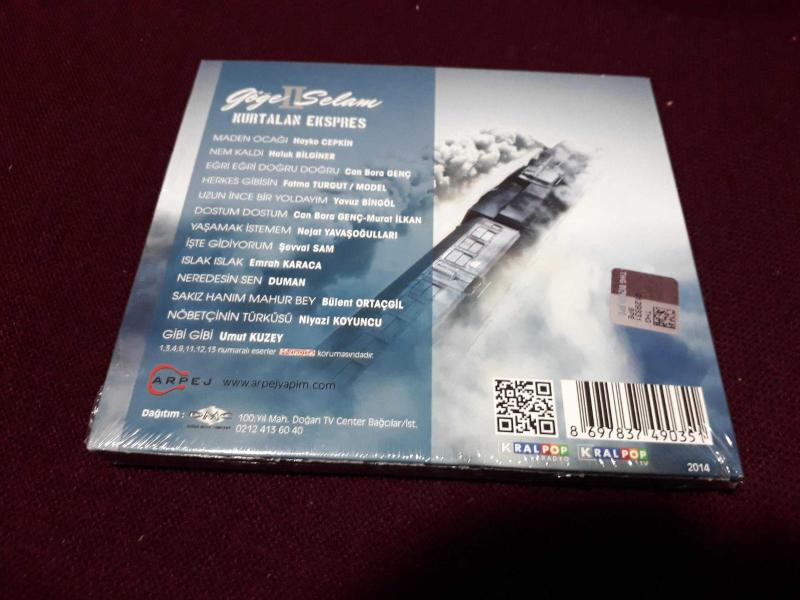 Göğe Selam II
KURTALAN EKSPRES
MADEN OCAĞI Hayko CEPKİN
NEM KALDI Haluk BİLGİNER
EĞRİ EĞRİ DOĞRU DOĞRU Can Bora GENÇ
HERKES GİBİSİN Fatma TURGUT / MODEL
UZUN İNCE BİR YOLDAYIM Yavuz BİNGÖL
DOSTUM DOSTUM Can Bora GENÇ-Murat İLKAN
YAŞAMAK İSTEMEM Nejat YAVAŞOĞULLARI
İŞTE GİDİYORUM Şevval SAM
ISLAK ISLAK Emrah KARACA
NEREDESİN SEN DUMAN
SAKIZ HANIM MAHUR BEY Bülent ORTAÇGİL
NÖBETÇİNİN TÜRKÜSÜ Niyazi KOYUNCU
GİBİ GİBİ Umut KUZEY
1,3,4,9,11,12,13 numaralı eserler korumasındadır.
ARPEJ www.arpejyapim.com
Dağıtım : DMC 100.Yıl Mah. Doğan TV Center Bağcılar/İst.
0212 413 60 40
8 697837 490351
KRALPOP RADYO KRALPOP TV
2014